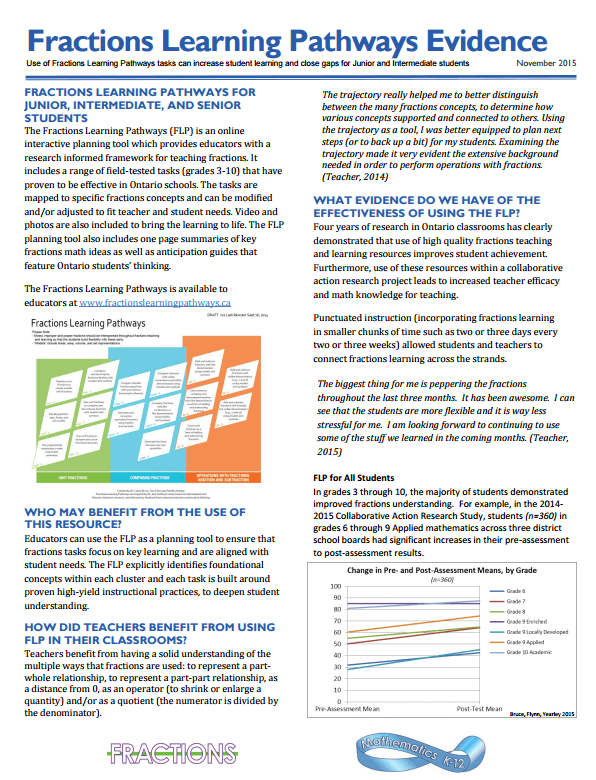 Fractions Learning Pathways Evidence
Use of Fractions Learning Pathways tasks can increase student learning and close gaps for Junior and Intermediate students
November 2015
FRACTIONS LEARNING PATHWAYS FOR
JUNIOR, INTERMEDIATE, AND SENIOR
STUDENTS
The Fractions Learning Pathways (FLP) is an online
interactive planning tool which provides educators with a
research informed framework for teaching fractions. It
includes a range of field-tested tasks (grades 3-10) that have
proven to be effective in Ontario schools. The tasks are
mapped to specific fractions concepts and can be modified
and/or adjusted to fit teacher and student needs. Video and
photos are also included to bring the learning to life. The FLP
planning tool also includes one page summaries of key
fractions math ideas as well as anticipation guides that
feature Ontario students' thinking.
The Fractions Learning Pathways is available to
educators at www.fractionslearningpathways.ca
Fractions Learning Pathways
UNIT FRACTIONS
COMPARING FRACTIONS
OPERATIONS WITH FRACTIONS:
ADDITION AND SUBTRACTION
WHO MAY BENEFIT FROM THE USE OF
THIS RESOURCE?
Educators can use the FLP as a planning tool to ensure that
fractions tasks focus on key learning and are aligned with
student needs. The FLP explicitly identifies foundational
concepts within each cluster and each task is built around
proven high-yield instructional practices, to deepen student
understanding.
HOW DID TEACHERS BENEFIT FROM USING
FLP IN THEIR CLASSROOMS?
Teachers benefit from having a solid understanding of the
multiple ways that fractions are used: to represent a part-
whole relationship, to represent a part-part relationship, as
a distance from 0, as an operator (to shrink or enlarge a
quantity) and/or as a quotient (the numerator is divided by
the denominator).
The trajectory really helped me to better distinguish
between the many fractions concepts, to determine how
various concepts supported and connected to others. Using
the trajectory as a tool, I was better equipped to plan next
steps (or to back up a bit) for my students. Examining the
trajectory made it very evident the extensive background
needed in order to perform operations with fractions.
(Teacher, 2014)
WHAT EVIDENCE DO WE HAVE OF THE
EFFECTIVENESS OF USING THE FLP?
Four years of research in Ontario classrooms has clearly
demonstrated that use of high quality fractions teaching
and learning resources improves student achievement.
Furthermore, use of these resources within a collaborative
action research project leads to increased teacher efficacy
and math knowledge for teaching.
Punctuated instruction (incorporating fractions learning
in smaller chunks of time such as two or three days every
two or three weeks) allowed students and teachers to
connect fractions learning across the strands.
The biggest thing for me is peppering the fractions
throughout the last three months. It has been awesome. I can
see that the students are more flexible and it is way less
stressful for me. I am looking forward to continuing to use
some of the stuff we learned in the coming months. (Teacher,
2015)
FLP for All Students
In grades 3 through 10, the majority of students demonstrated
improved fractions understanding. For example, in the 2014-
2015 Collaborative Action Research Study, students (n=360) in
grades 6 through 9 Applied mathematics across three district
school boards had significant increases in their pre-assessment
to post-assessment results.
Change in Pre- and Post-Assessment Means, by Grade
(n=360)
100
90
80
70
60
50
40
30
20
10
0
Pre-Assessment Mean
Post-Test Mean
Grade 6
Grade 7
Grade 8
Grade 9 Enriched
Grade 9 Locally Developed
Grade 9 Applied
Grade 10 Academic
Bruce, Flynn, Yearley 2015
FRACTIONS
Mathematics K-12